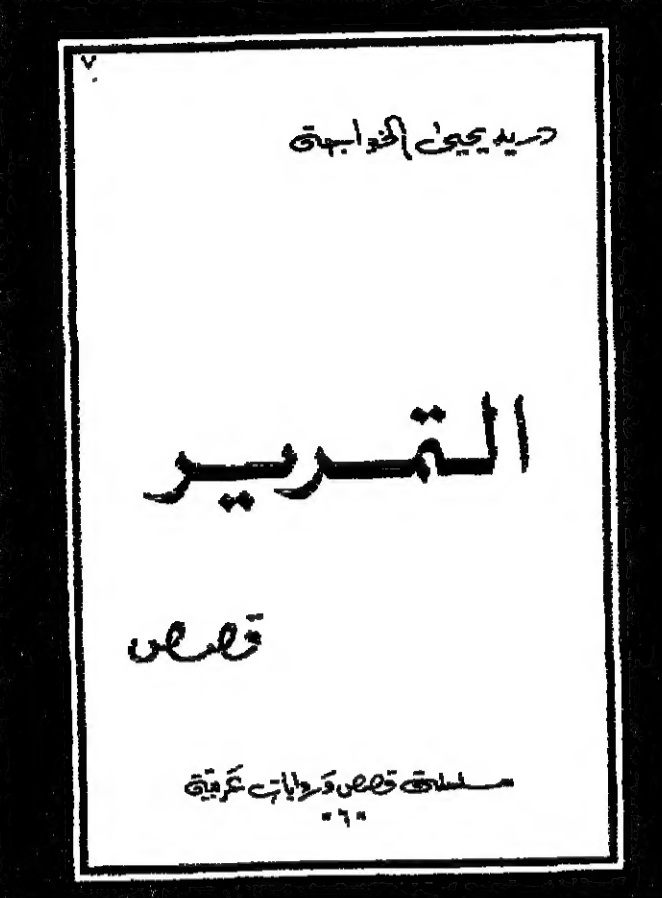 ٧
دريد يحيى الخواجة
التمرير
قصص
سلسلة قصص وروايات عربية
"٦"